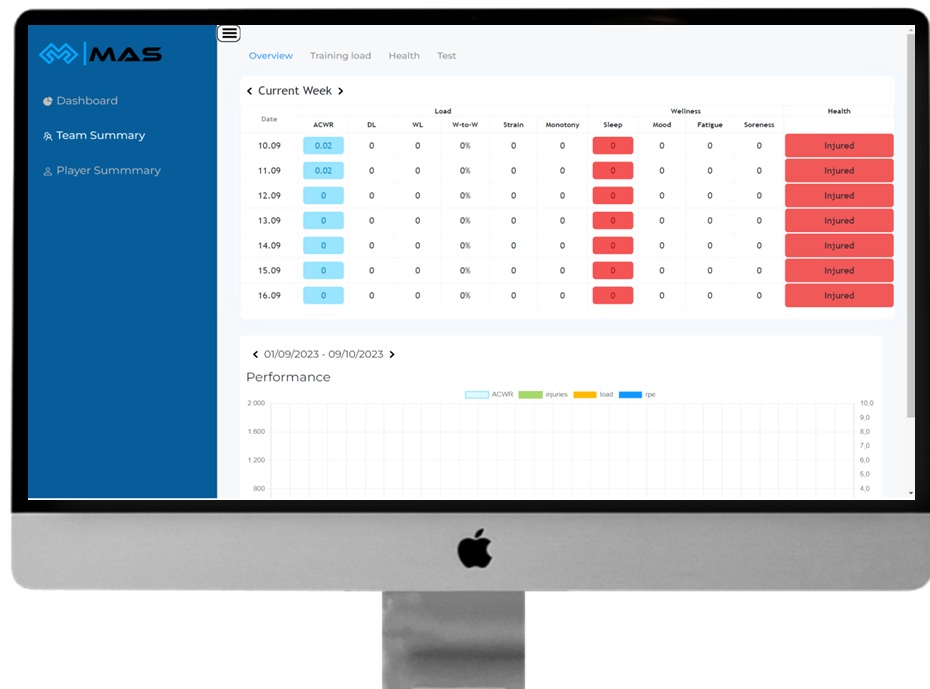 MAS
Dashboard
Team Summary
Player Summmary
Overview Training load Health Test
Current Week
Date Load Wellness Health
ACWR DL WL W-to-W Strain Monotony Sleep Mood Fatigue Soreness
10.09 0.02 0 0 0% 0 0 0 0 0 0 Injured
11.09 0.02 0 0 0% 0 0 0 0 0 0 Injured
12.09 0 0 0 0% 0 0 0 0 0 0 Injured
13.09 0 0 0 0% 0 0 0 0 0 0 Injured
14.09 0 0 0 0% 0 0 0 0 0 0 Injured
15.09 0 0 0 0% 0 0 0 0 0 0 Injured
16.09 0 0 0 0% 0 0 0 0 0 0 Injured
01/09/2023 - 09/10/2023
Performance
ACWR injuries load rpe
2.000 10,0
9,0
1.600 8,0
7,0
1.200 6,0
5,0
800 4,0